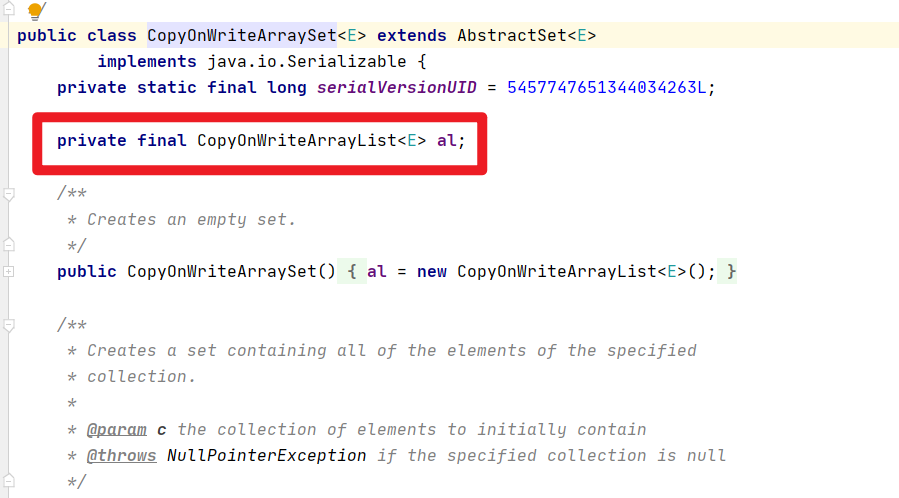 */
public class CopyOnWriteArraySet<E> extends AbstractSet<E>
        implements java.io.Serializable {
    private static final long serialVersionUID = 5457747651344034263L;

    private final CopyOnWriteArrayList<E> al;

    /**
     * Creates an empty set.
     */
    public CopyOnWriteArraySet() { al = new CopyOnWriteArrayList<E>(); }

    /**
     * Creates a set containing all of the elements of the specified
     * collection.
     *
     * @param c the collection of elements to initially contain
     * @throws NullPointerException if the specified collection is null
     */